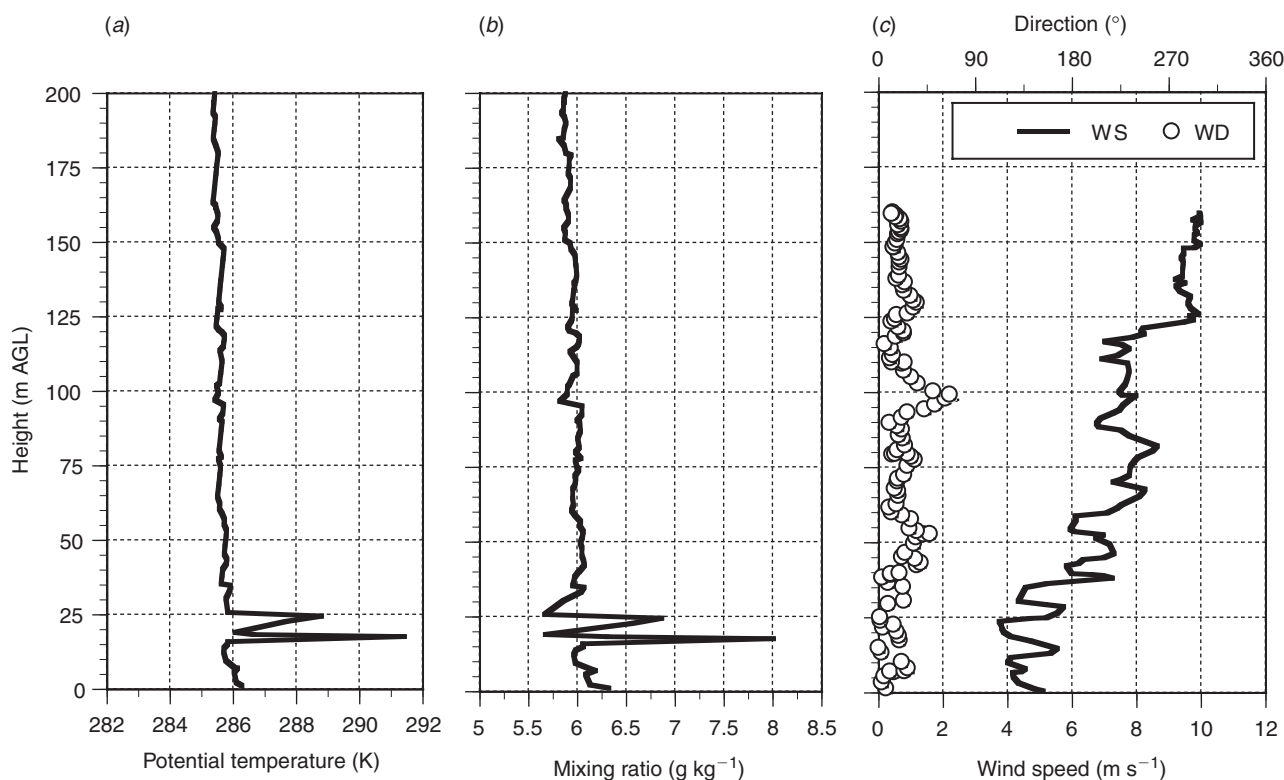 (a)
(b)
(c)
Direction (°)
0 90 180 270 360
WS WD
Height (m AGL)
200
175
150
125
100
75
50
25
0
282 284 286 288 290 292
Potential temperature (K)
5 5.5 6 6.5 7 7.5 8 8.5
Mixing ratio (g kg⁻¹)
0 2 4 6 8 10 12
Wind speed (m s⁻¹)